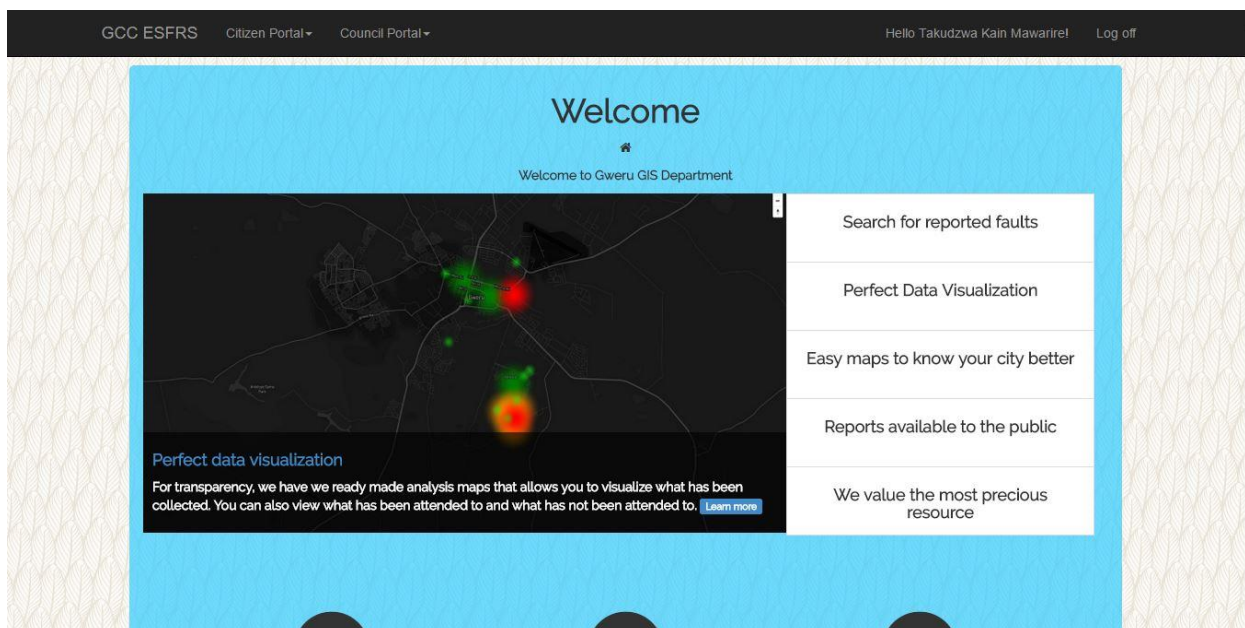 GCC ESFRS Citizen Portal Council Portal Hello Takudzwa Kain Mawarire! Log off
Welcome
Welcome to Gweru GIS Department
Gweru
Perfect data visualization
For transparency, we have we ready made analysis maps that allows you to visualize what has been
collected. You can also view what has been attended to and what has not been attended to. Learn more
Search for reported faults
Perfect Data Visualization
Easy maps to know your city better
Reports available to the public
We value the most precious
resource